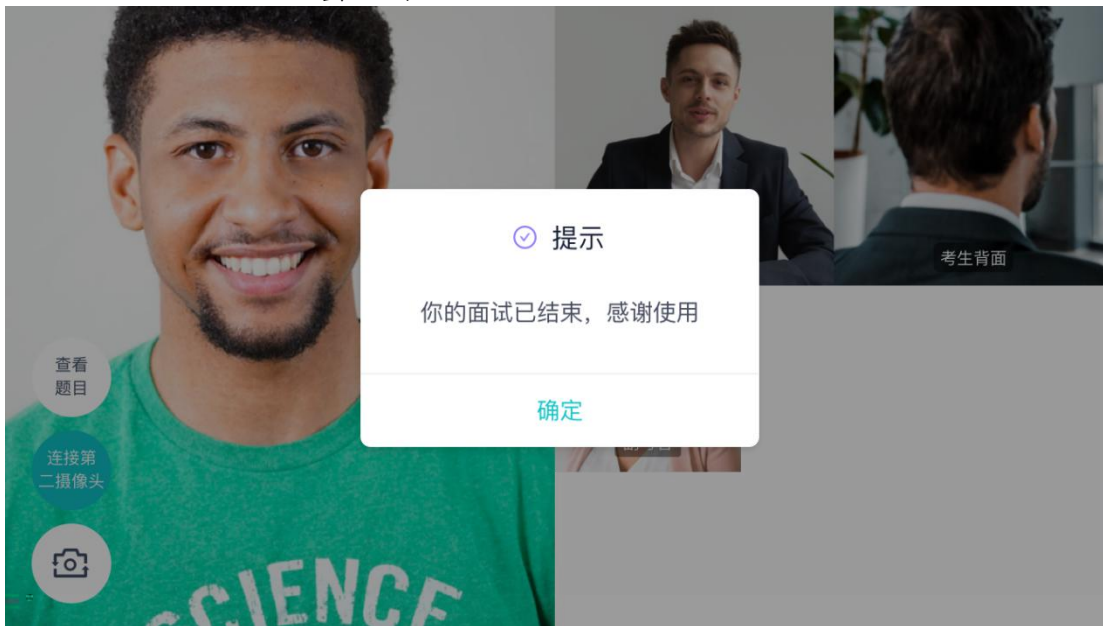 提示
你的面试已结束，感谢使用
确定
考生背面
查看
题目
连接第
二摄像头
SCIENCE